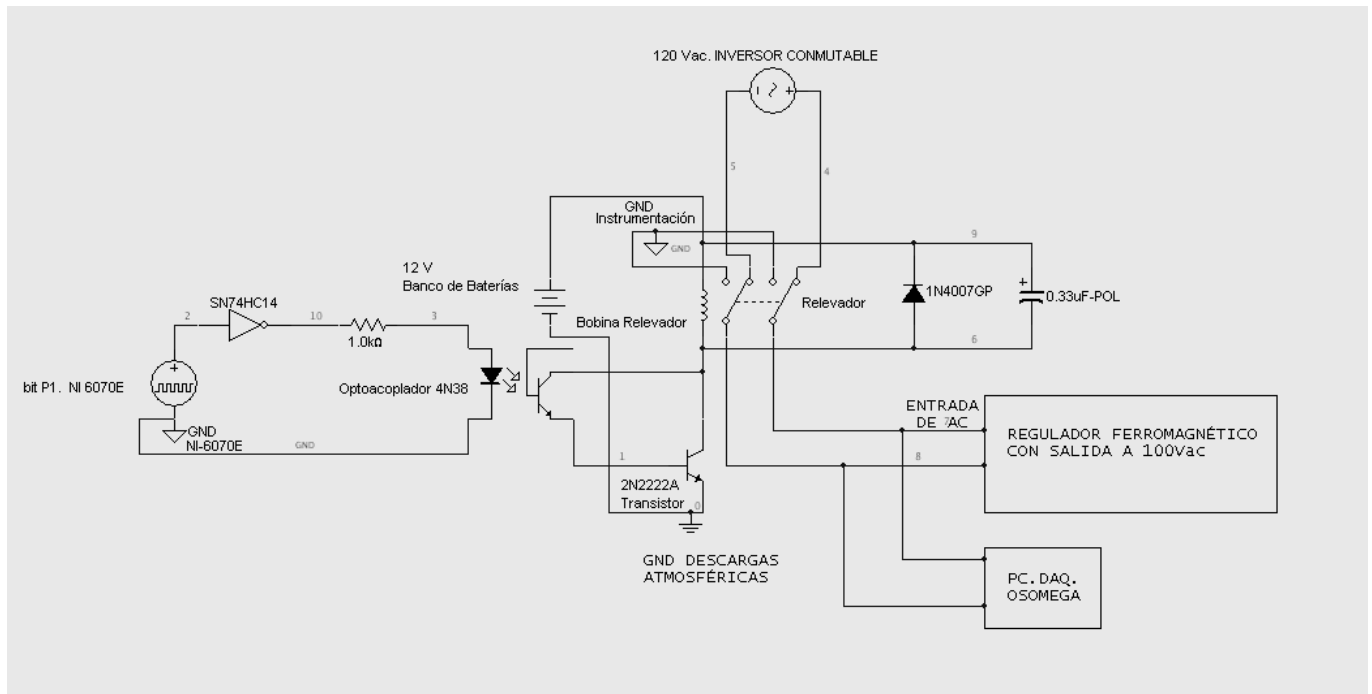 120 Vac. INVERSOR CONMUTABLE
5
4
GND
Instrumentación
GND
9
12 V
Banco de Baterías
SN74HC14
2
10
3
1.0kΩ
Bobina Relevador
Relevador
1N4007GP
0.33uF-POL
6
bit P1. NI 6070E
Optoacoplador 4N38
GND
NI-6070E
GND
ENTRADA
DE AC
7
8
REGULADOR FERROMAGNÉTICO
CON SALIDA A 100Vac
1
2N2222A
Transistor
0
GND DESCARGAS
ATMOSFÉRICAS
PC.DAQ.
OSOMEGA